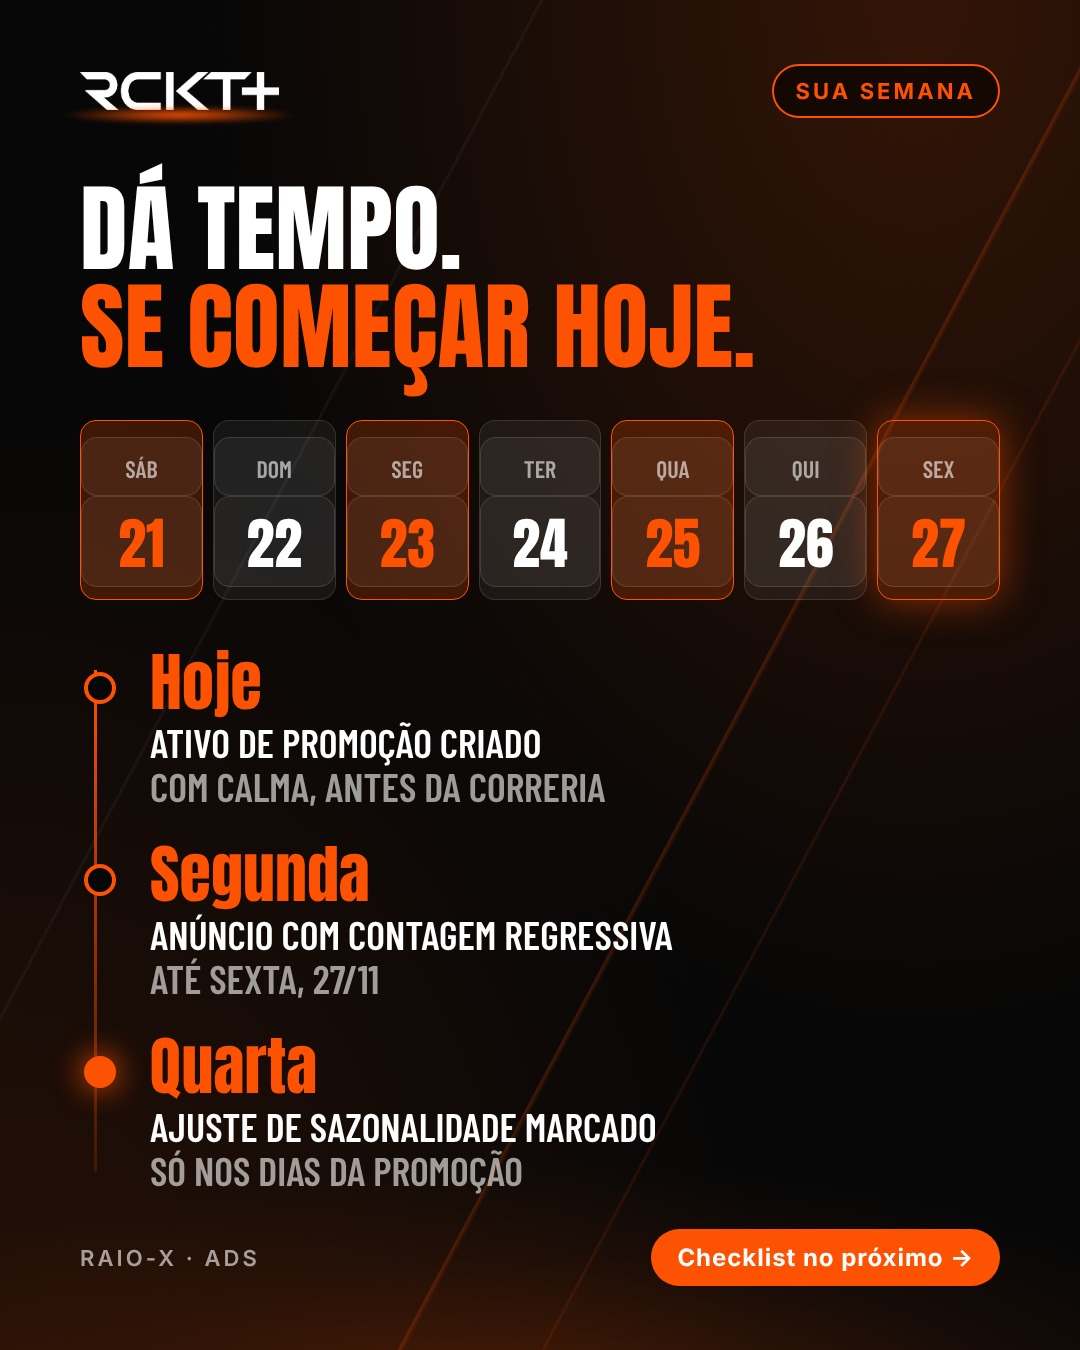 RCKT+
SUA SEMANA
DÁ TEMPO.
SE COMEÇAR HOJE.
SÁB DOM SEG TER QUA QUI SEX
21 22 23 24 25 26 27
Hoje
ATIVO DE PROMOÇÃO CRIADO
COM CALMA, ANTES DA CORRERIA
Segunda
ANÚNCIO COM CONTAGEM REGRESSIVA
ATÉ SEXTA, 27/11
Quarta
AJUSTE DE SAZONALIDADE MARCADO
SÓ NOS DIAS DA PROMOÇÃO
RAIO-X · ADS
Checklist no próximo →